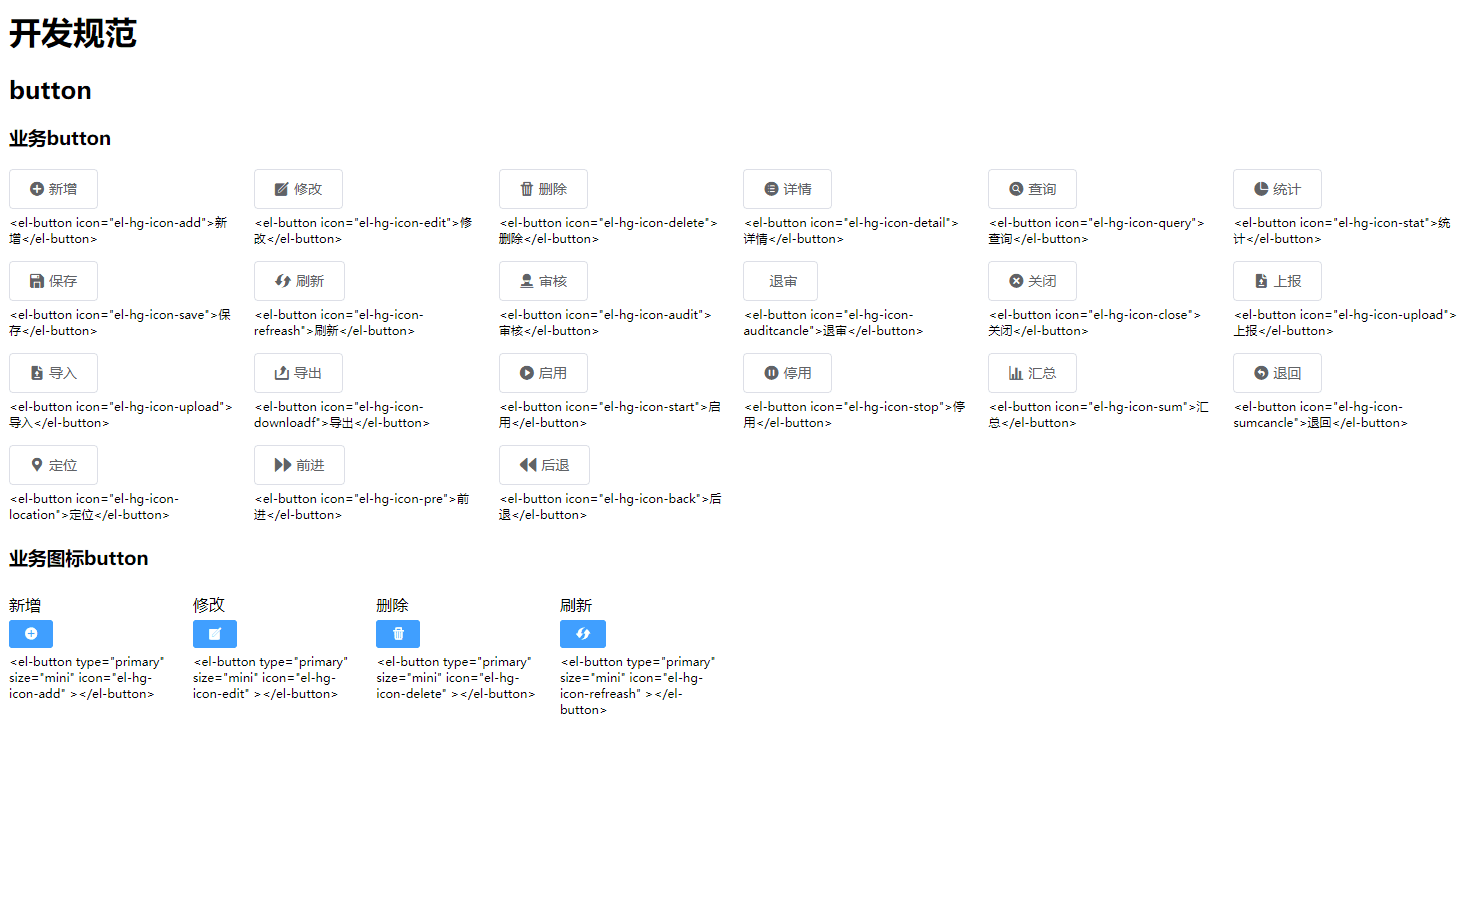 开发规范
button
业务button
新增 修改 删除 详情 查询 统计
<el-button icon="el-hg-icon-add">新 <el-button icon="el-hg-icon-edit">修 <el-button icon="el-hg-icon-delete"> <el-button icon="el-hg-icon-detail"> <el-button icon="el-hg-icon-query"> <el-button icon="el-hg-icon-stat">统
增</el-button> 改</el-button> 删除</el-button> 详情</el-button> 查询</el-button> 计</el-button>
保存 刷新 审核 退审 关闭 上报
<el-button icon="el-hg-icon-save">保 <el-button icon="el-hg-icon- <el-button icon="el-hg-icon-audit"> <el-button icon="el-hg-icon- <el-button icon="el-hg-icon-close"> <el-button icon="el-hg-icon-upload">
存</el-button> refreash">刷新</el-button> 审核</el-button> auditcancle">退审</el-button> 关闭</el-button> 上报</el-button>
导入 导出 启用 停用 汇总 退回
<el-button icon="el-hg-icon-upload"> <el-button icon="el-hg-icon- <el-button icon="el-hg-icon-start">启 <el-button icon="el-hg-icon-stop">停 <el-button icon="el-hg-icon-sum">汇 <el-button icon="el-hg-icon-
导入</el-button> downloadf">导出</el-button> 用</el-button> 用</el-button> 总</el-button> sumcancle">退回</el-button>
定位 前进 后退
<el-button icon="el-hg-icon- <el-button icon="el-hg-icon-pre">前 <el-button icon="el-hg-icon-back">后
location">定位</el-button> 进</el-button> 退</el-button>
业务图标button
新增 修改 删除 刷新
<el-button type="primary" <el-button type="primary" <el-button type="primary" <el-button type="primary"
size="mini" icon="el-hg- size="mini" icon="el-hg- size="mini" icon="el-hg- size="mini" icon="el-hg-
icon-add" ></el-button> icon-edit" ></el-button> icon-delete" ></el-button> icon-refreash" ></el-
button>